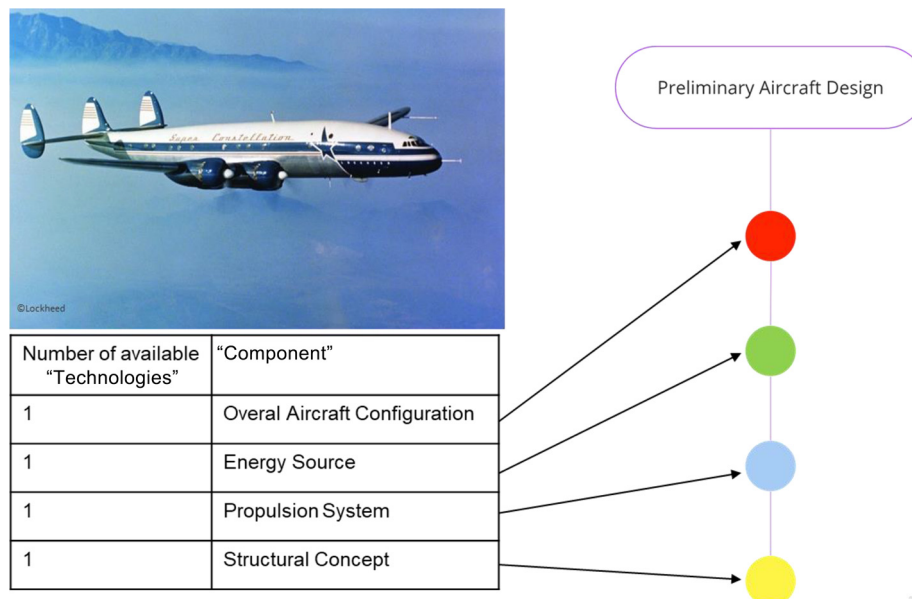 Preliminary Aircraft Design
Super Constellation
©Lockheed
Number of available “Component”
“Technologies”
1 Overal Aircraft Configuration
1 Energy Source
1 Propulsion System
1 Structural Concept